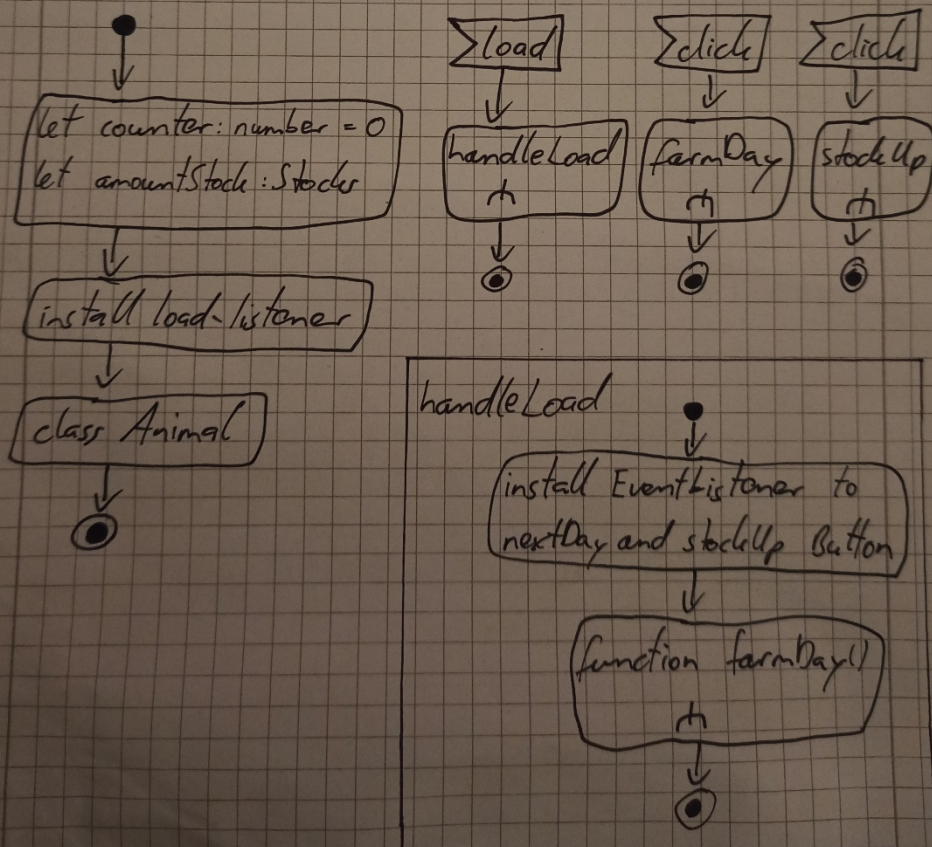 let counter: number = 0
let amountStock: Stocks
install load-listener
class Animal
load
handleLoad
click
farmDay
click
stockUp
handleLoad
install EventListener to
nextDay and stockUp Button
function farmDay()